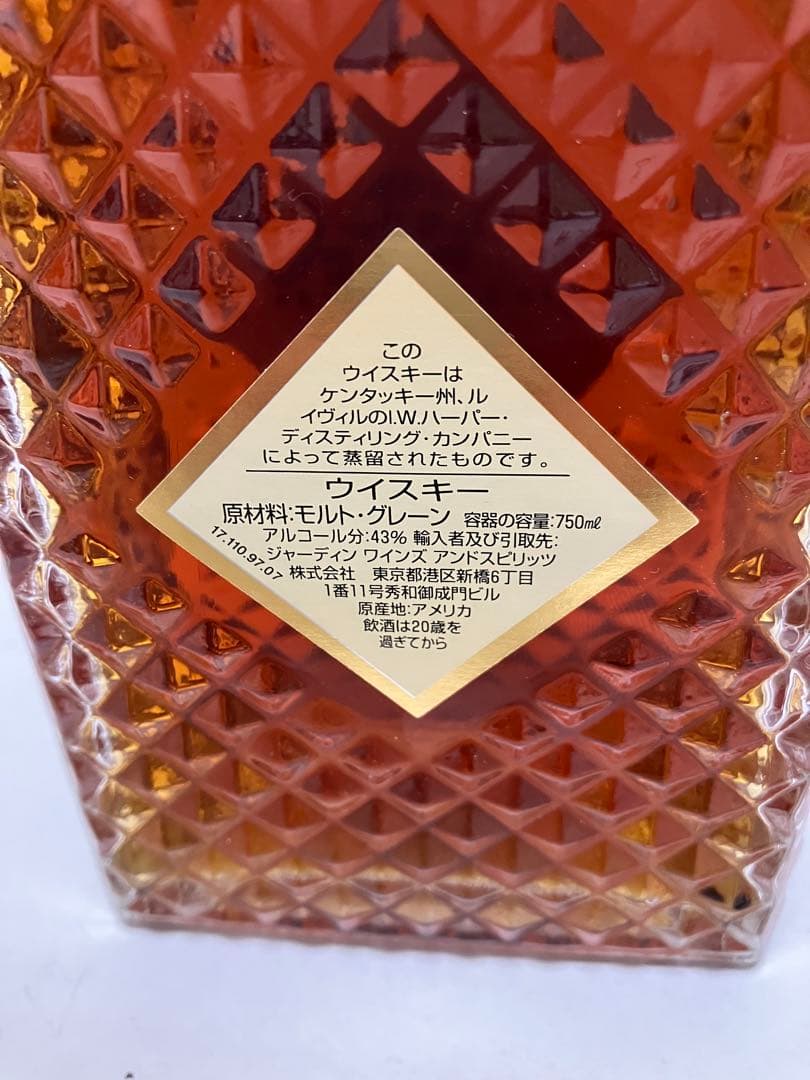 この
ウイスキーは
ケンタッキー州、ル
イヴィルのI.W.ハーパー・
ディスティリング・カンパニー
によって蒸留されたものです。
ウイスキー
原材料:モルト・グレーン 容器の容量:750㎖
アルコール分:43% 輸入者及び引取先:
ジャーディン ワインズ アンドスピリッツ
株式会社 東京都港区新橋6丁目
1番11号秀和御成門ビル
原産地:アメリカ
飲酒は20歳を
過ぎてから
17.110.97.07